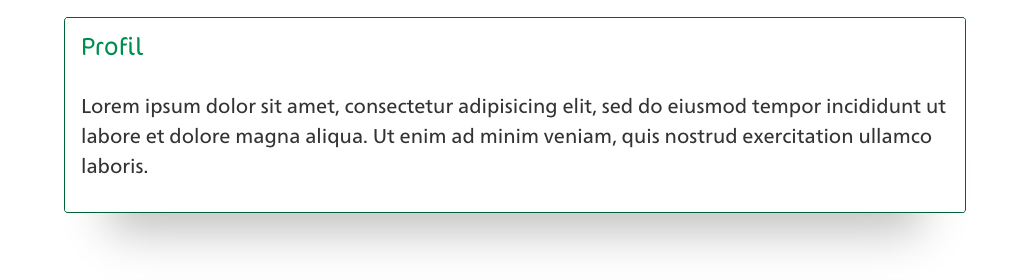 Profil
Lorem ipsum dolor sit amet, consectetur adipisicing elit, sed do eiusmod tempor incididunt ut
labore et dolore magna aliqua. Ut enim ad minim veniam, quis nostrud exercitation ullamco
laboris.